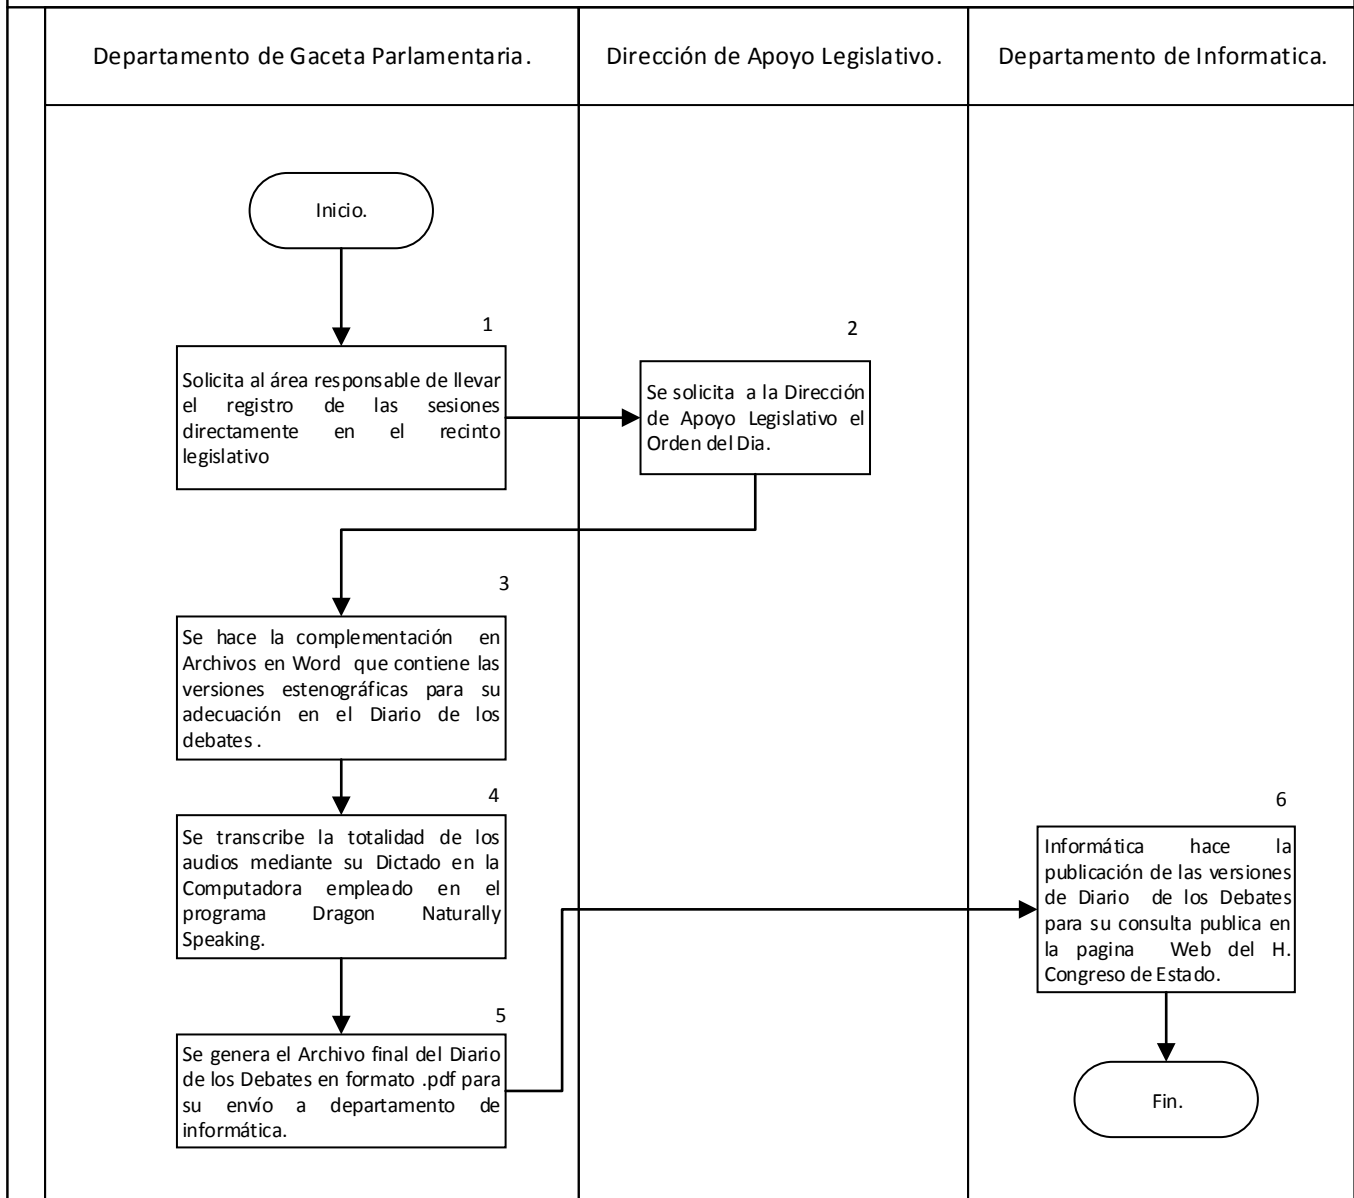 Departamento de Gaceta Parlamentaria.
Dirección de Apoyo Legislativo.
Departamento de Informatica.
Inicio.
1
Solicita al área responsable de llevar
el registro de las sesiones
directamente en el recinto
legislativo
2
Se solicita a la Dirección
de Apoyo Legislativo el
Orden del Dia.
3
Se hace la complementación en
Archivos en Word que contiene las
versiones estenográficas para su
adecuación en el Diario de los
debates.
4
Se transcribe la totalidad de los
audios mediante su Dictado en la
Computadora empleado en el
programa Dragon Naturally
Speaking.
5
Se genera el Archivo final del Diario
de los Debates en formato .pdf para
su envío a departamento de
informática.
6
Informática hace la
publicación de las versiones
de Diario de los Debates
para su consulta publica en
la pagina Web del H.
Congreso de Estado.
Fin.